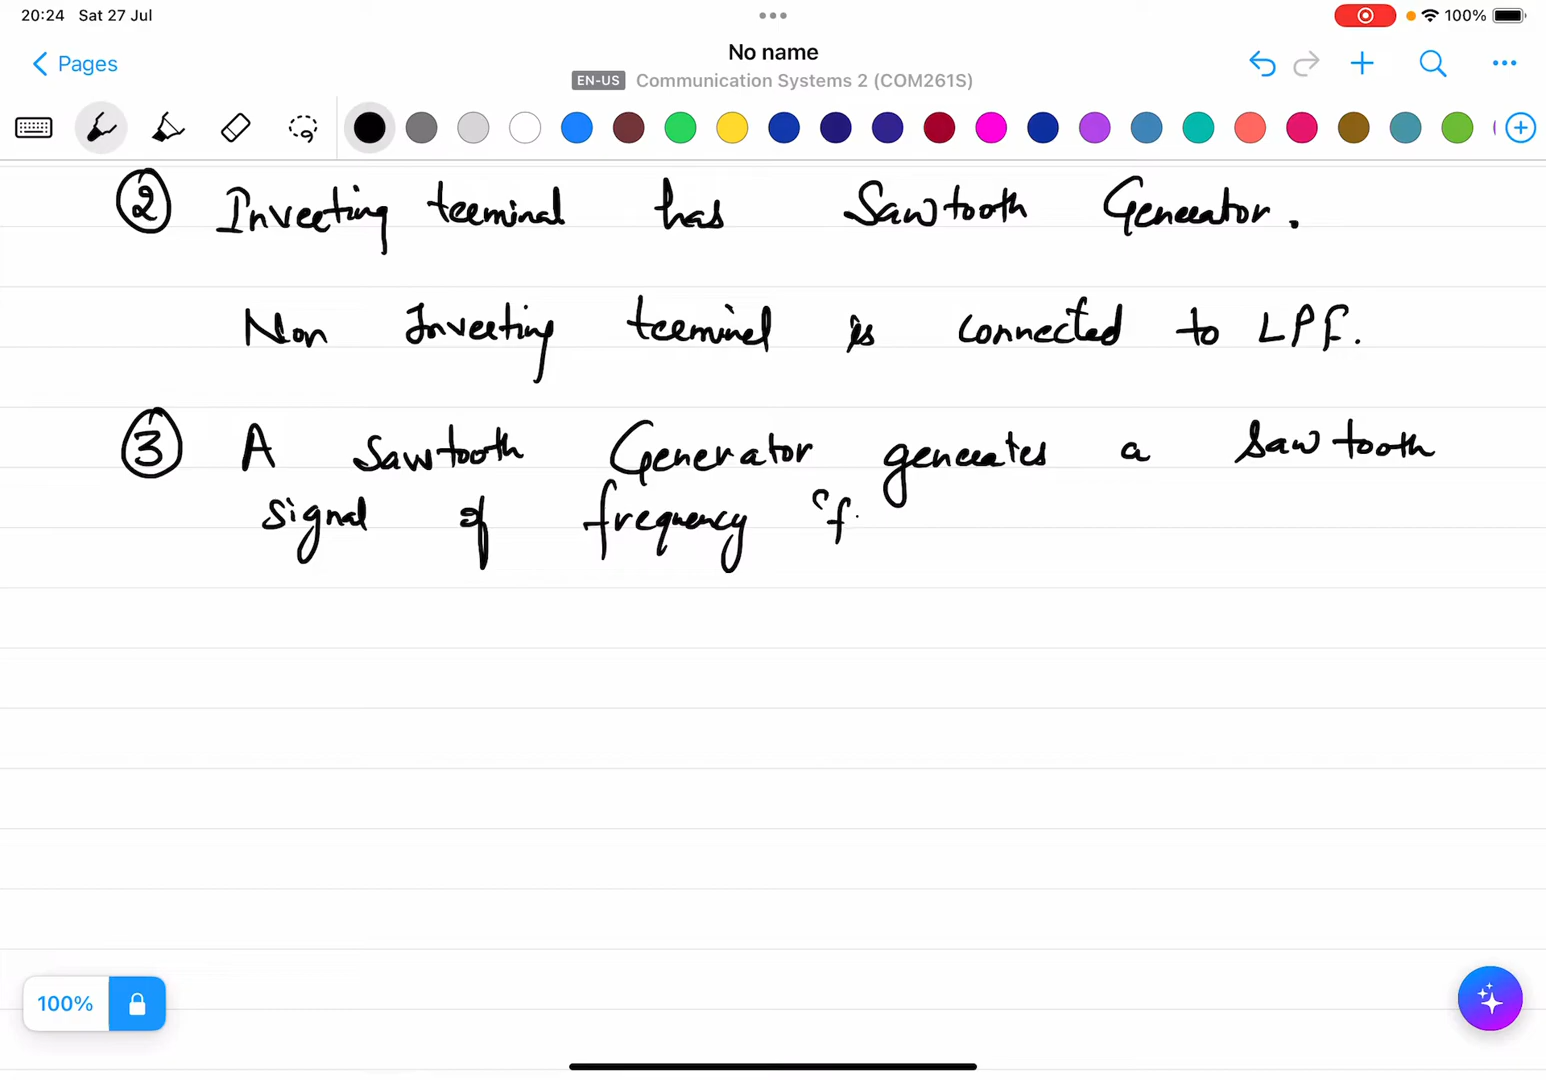 20:24 Sat 27 Jul
100%
Pages
No name
EN-US Communication Systems 2 (COM261S)
② Inverting terminal has Sawtooth Generator.
Non Inverting terminal is connected to LPF.
③ A Sawtooth Generator generates a Sawtooth
signal of frequency 'f
100%